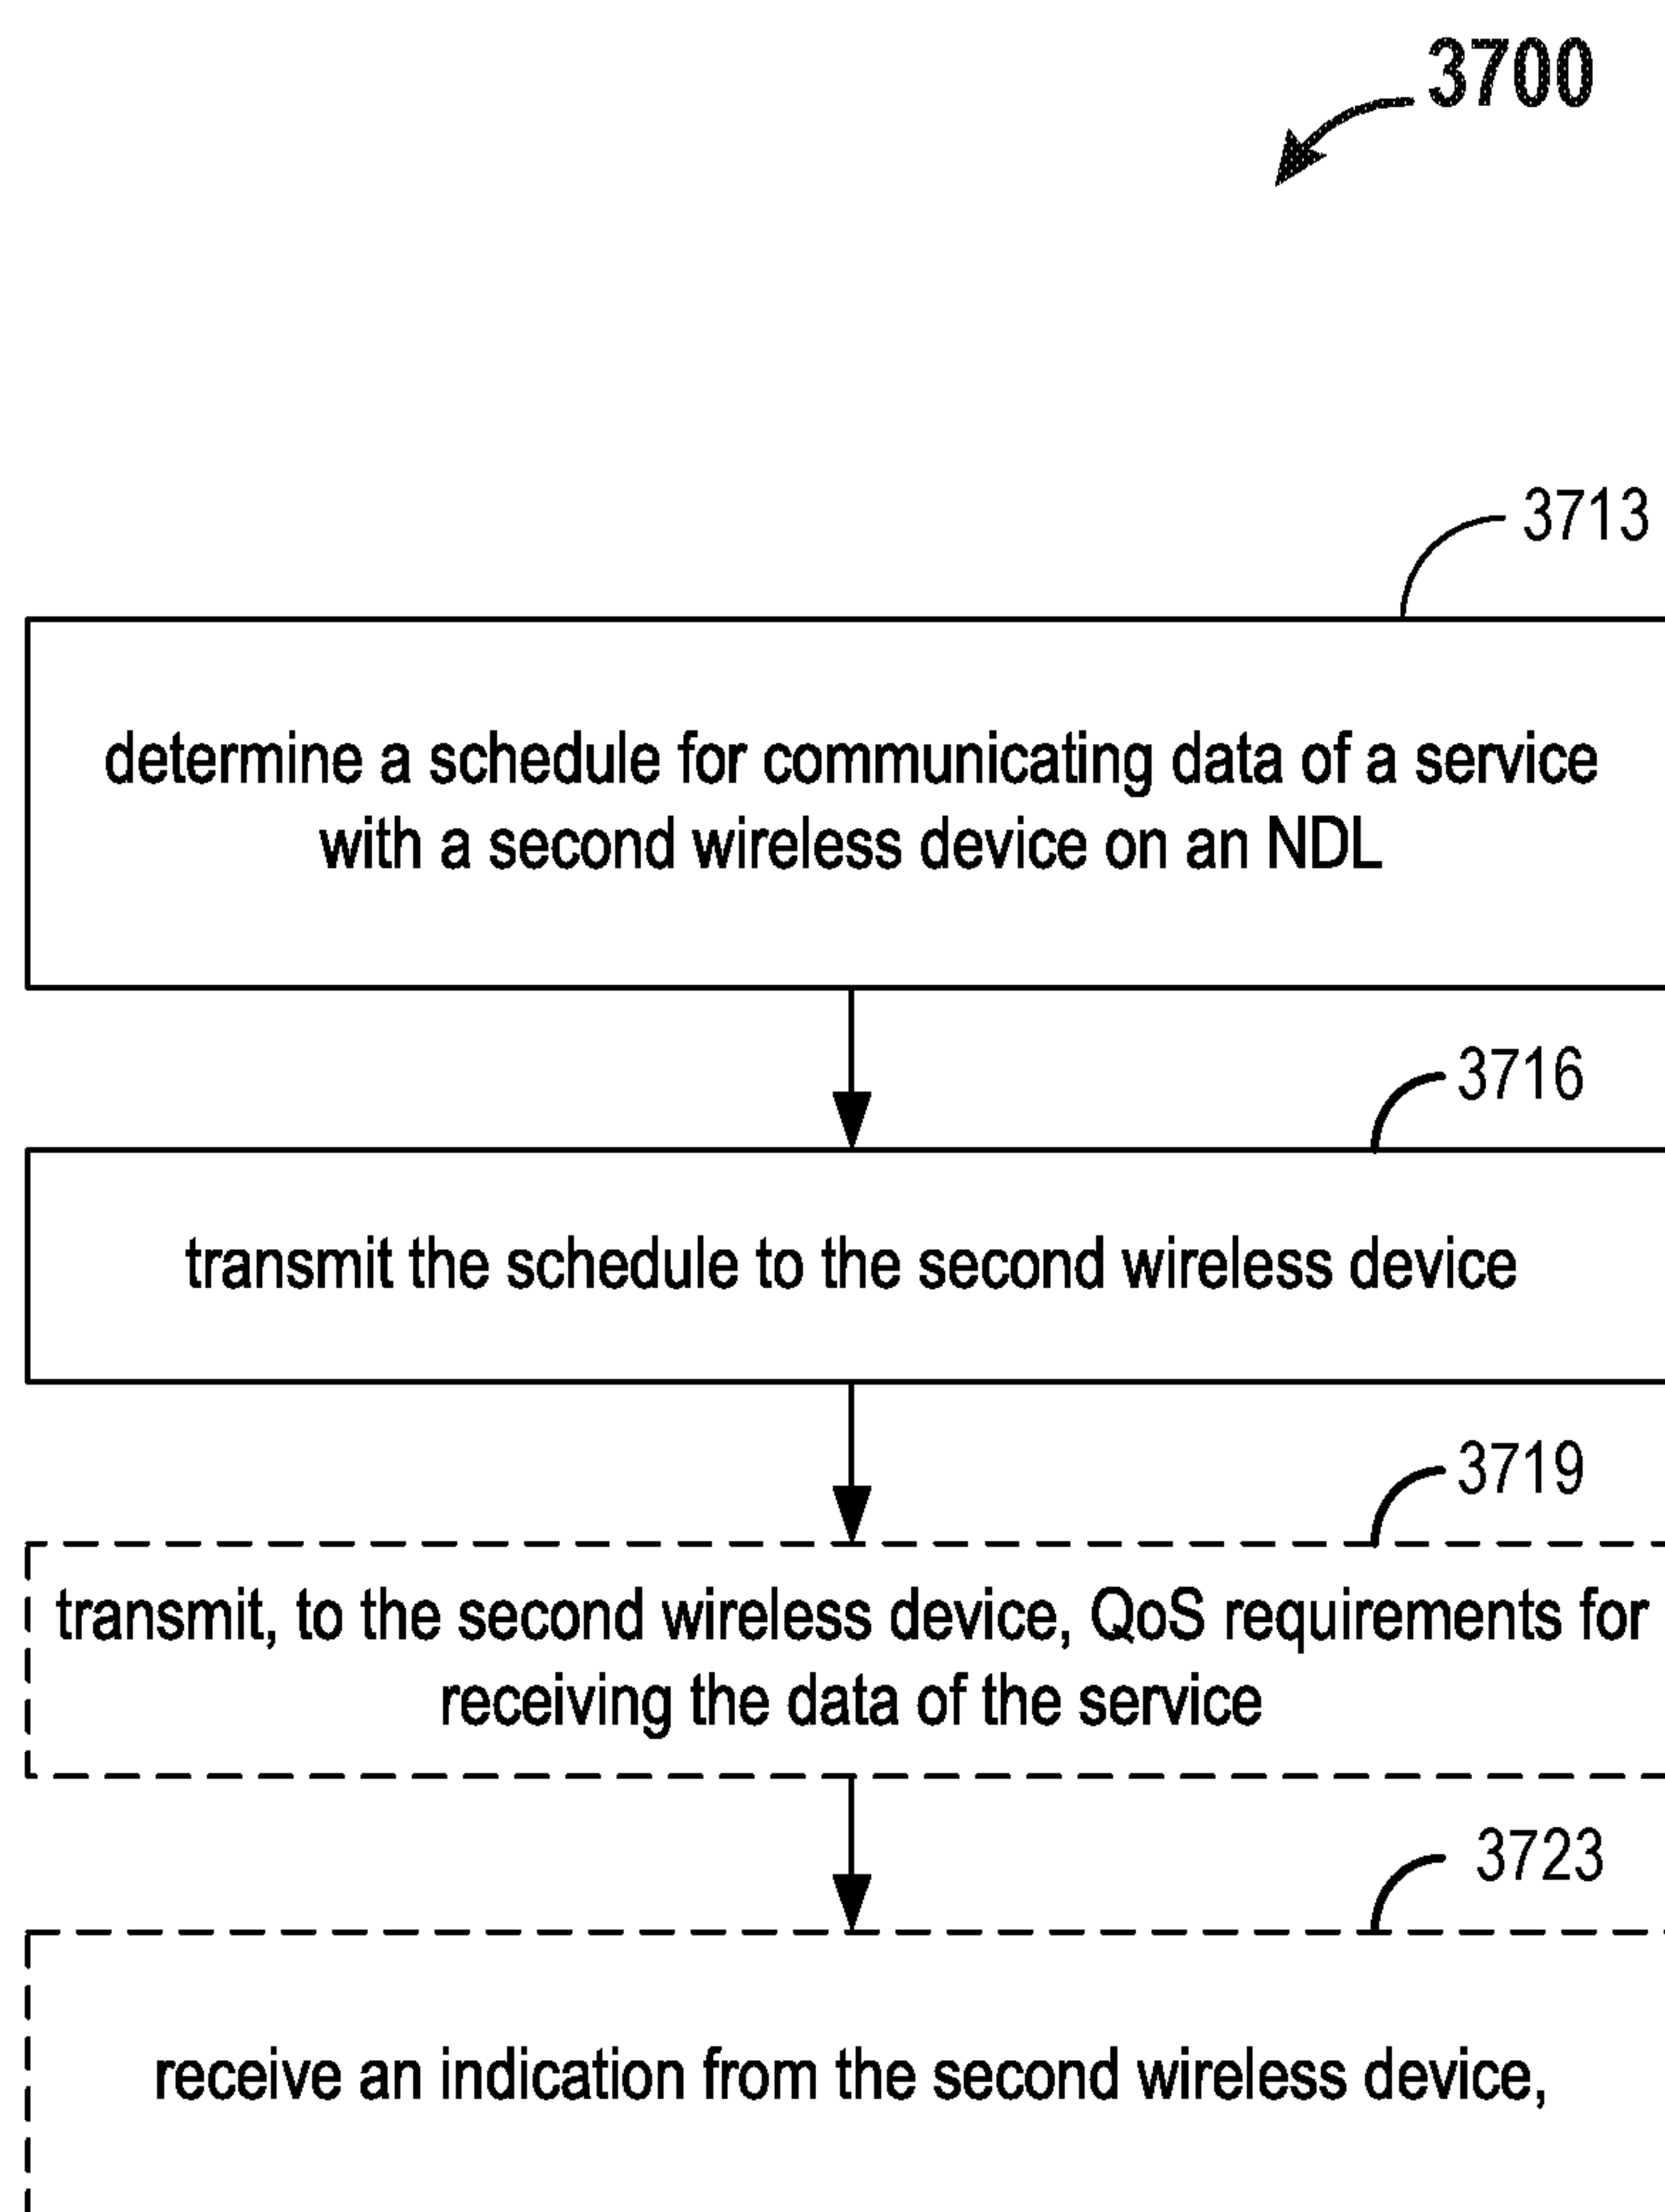 3700
3713
determine a schedule for communicating data of a service
with a second wireless device on an NDL
3716
transmit the schedule to the second wireless device
3719
transmit, to the second wireless device, QoS requirements for
receiving the data of the service
3723
receive an indication from the second wireless device,